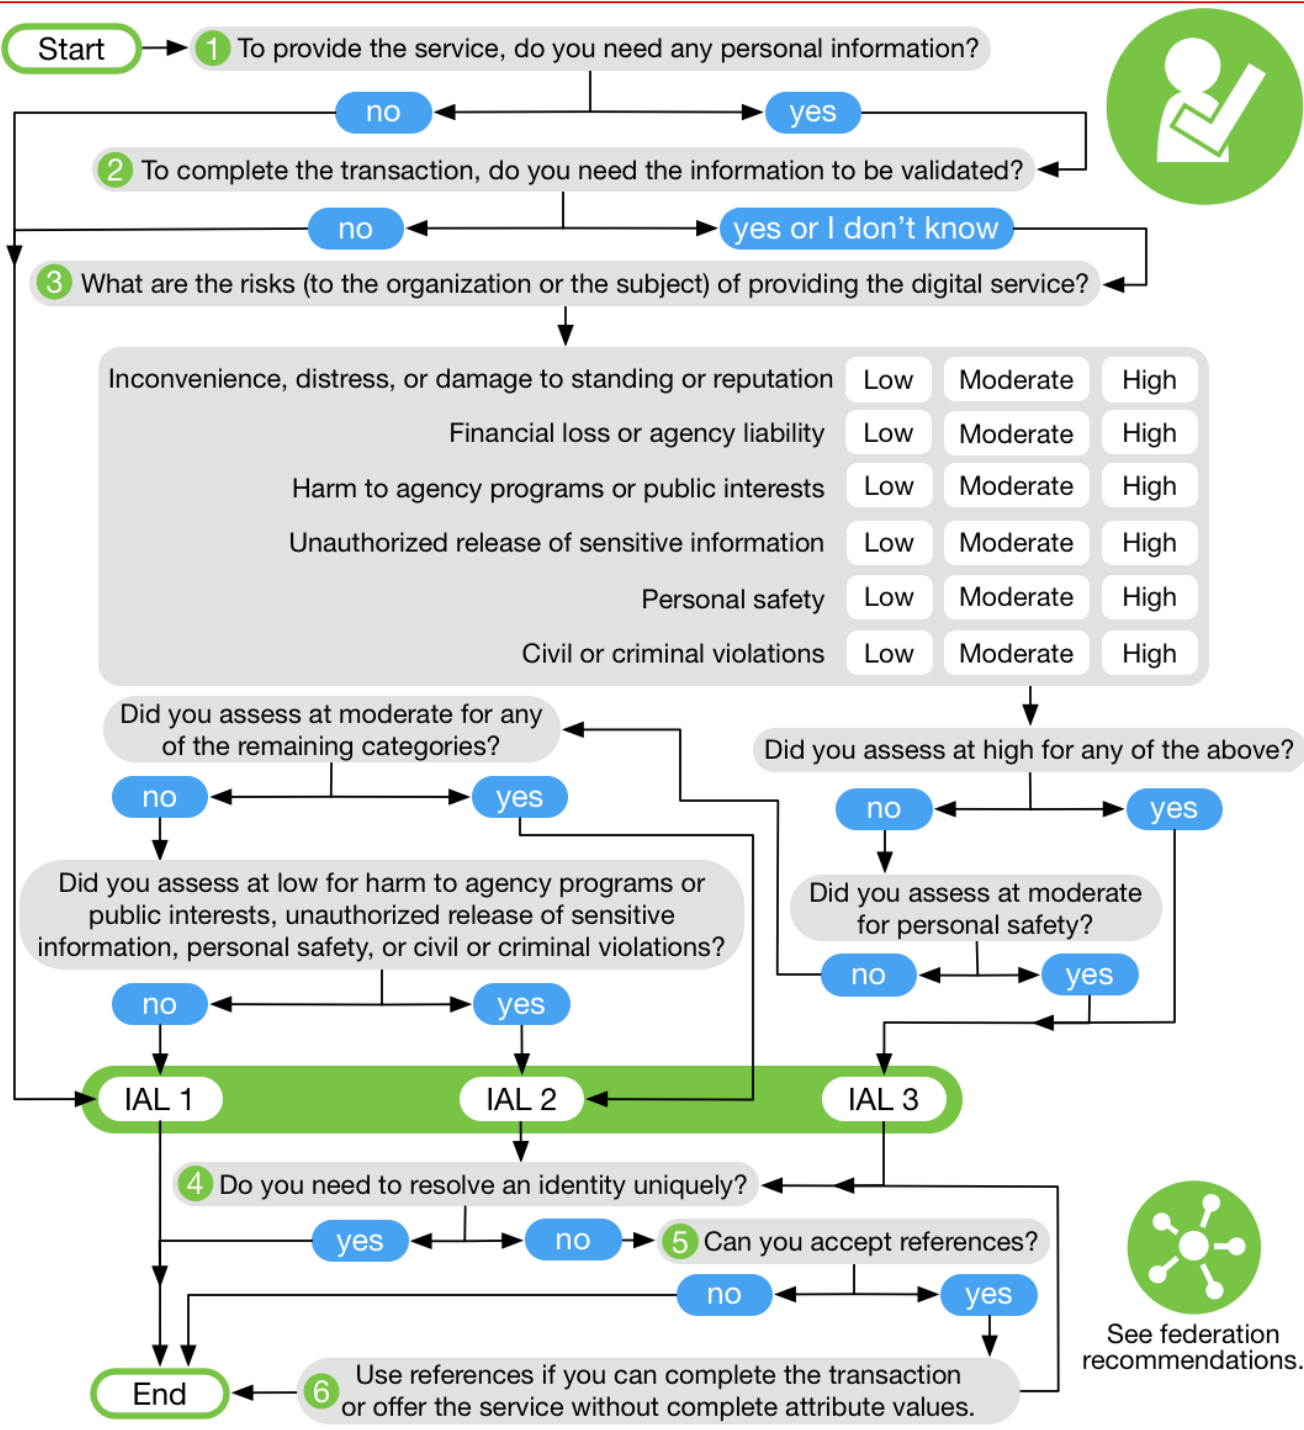 Start
1 To provide the service, do you need any personal information?
no
yes
2 To complete the transaction, do you need the information to be validated?
no
yes or I don’t know
3 What are the risks (to the organization or the subject) of providing the digital service?
Inconvenience, distress, or damage to standing or reputation Low Moderate High
Financial loss or agency liability Low Moderate High
Harm to agency programs or public interests Low Moderate High
Unauthorized release of sensitive information Low Moderate High
Personal safety Low Moderate High
Civil or criminal violations Low Moderate High
Did you assess at high for any of the above?
no
yes
Did you assess at moderate
for personal safety?
no
yes
Did you assess at moderate for any
of the remaining categories?
no
yes
Did you assess at low for harm to agency programs or
public interests, unauthorized release of sensitive
information, personal safety, or civil or criminal violations?
no
yes
IAL 1
IAL 2
IAL 3
4 Do you need to resolve an identity uniquely?
yes
no
5 Can you accept references?
no
yes
6 Use references if you can complete the transaction
or offer the service without complete attribute values.
End
See federation
recommendations.